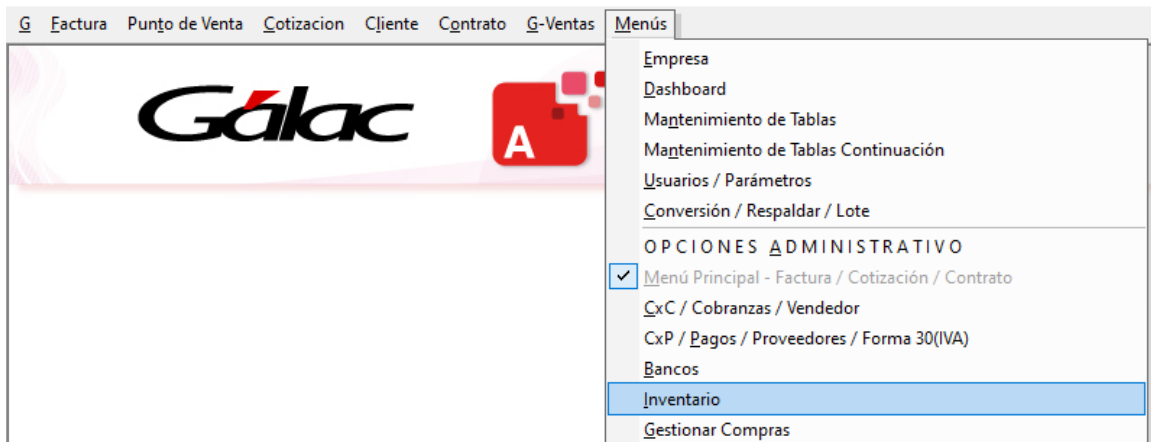 G Factura Punto de Venta Cotizacion Cliente Contrato G-Ventas Menús
Gálac
A
Empresa
Dashboard
Mantenimiento de Tablas
Mantenimiento de Tablas Continuación
Usuarios / Parámetros
Conversión / Respaldar / Lote
OPCIONES ADMINISTRATIVO
Menú Principal - Factura / Cotización / Contrato
CxC / Cobranzas / Vendedor
CxP / Pagos / Proveedores / Forma 30(IVA)
Bancos
Inventario
Gestionar Compras